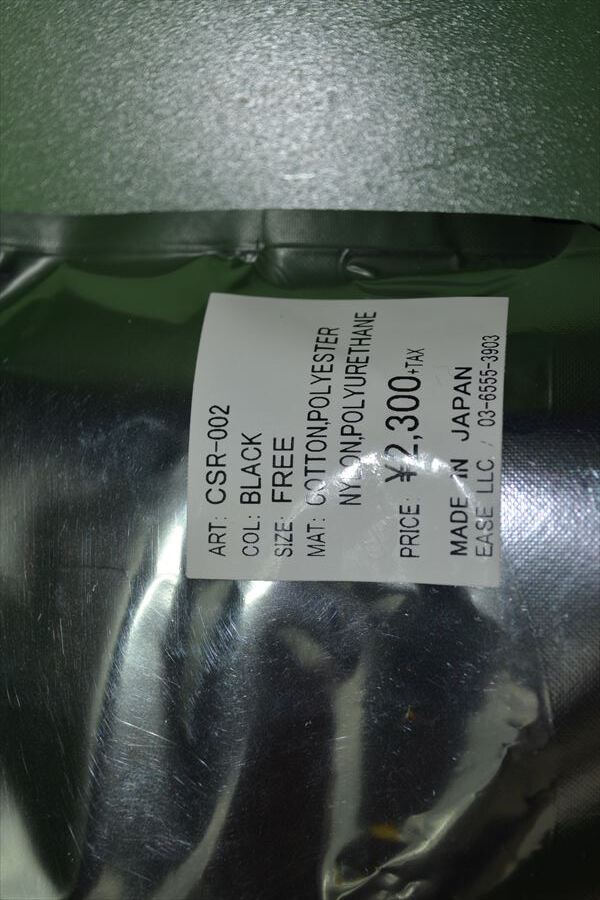 ART: CSR-002
COL: BLACK
SIZE: FREE
MAT: COTTON,POLYESTER
NYLON,POLYURETHANE
PRICE: ¥2,300+TAX
MADE IN JAPAN
EASE LLC. / 03-6555-3903